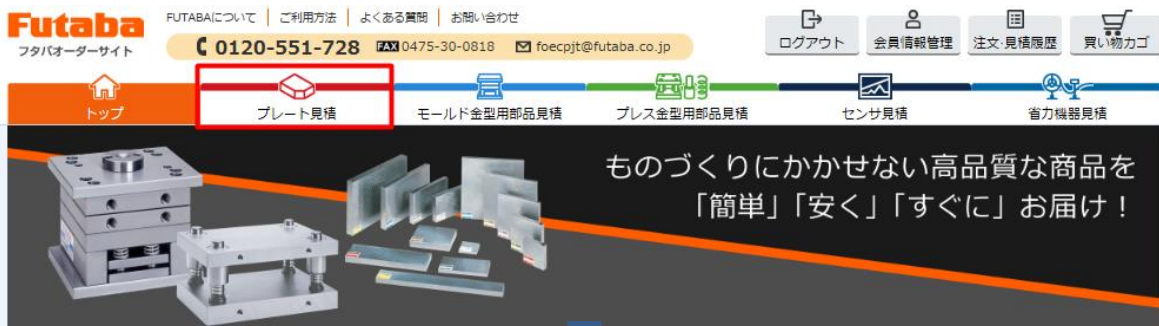 Futaba
フタバオーダーサイト
FUTABAについて ご利用方法 よくある質問 お問い合わせ
0120-551-728 FAX 0475-30-0818 foecpjt@futaba.co.jp
ログアウト 会員情報管理 注文·見積履歴 買い物カゴ
トップ プレート見積 モールド金型用部品見積 プレス金型用部品見積 センサ見積 省力機器見積
ものづくりにかかせない高品質な商品を
「簡単」「安く」「すぐに」お届け！